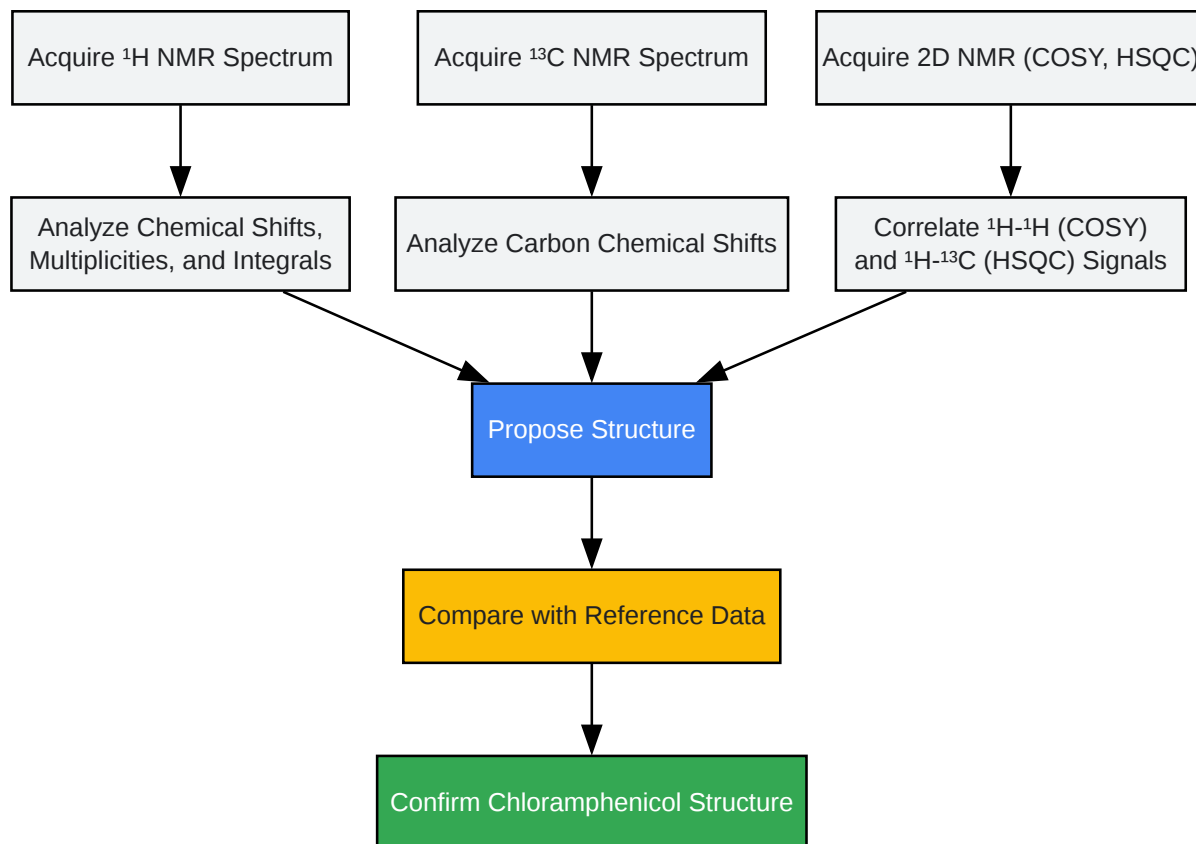 Acquire ¹H NMR Spectrum
Acquire ¹³C NMR Spectrum
Acquire 2D NMR (COSY, HSQC)
Analyze Chemical Shifts,
Multiplicities, and Integrals
Analyze Carbon Chemical Shifts
Correlate ¹H-¹H (COSY)
and ¹H-¹³C (HSQC) Signals
Propose Structure
Compare with Reference Data
Confirm Chloramphenicol Structure